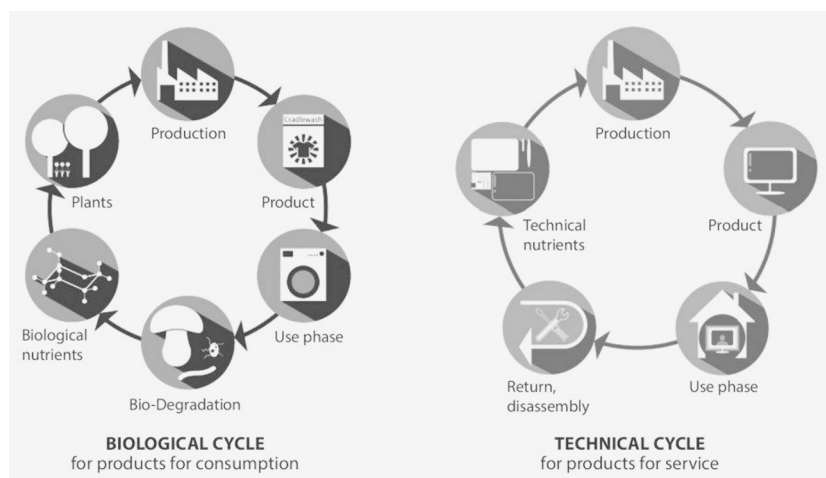 Production
Cradlewash
Product
Use phase
Bio-Degradation
Biological
nutrients
Plants
BIOLOGICAL CYCLE
for products for consumption
Production
Product
Use phase
Return,
disassembly
Technical
nutrients
TECHNICAL CYCLE
for products for service